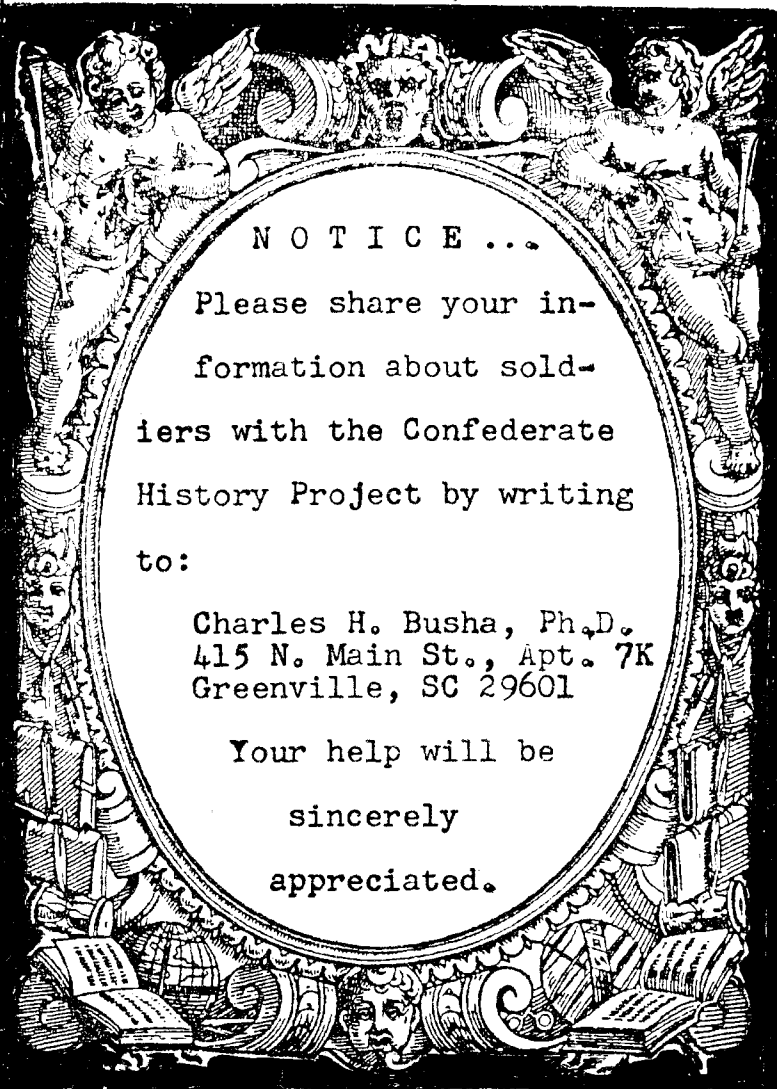 N O T I C E ...
Please share your in-
formation about sold-
iers with the Confederate
History Project by writing
to:
Charles H. Busha, Ph.D.
415 N. Main St., Apt. 7K
Greenville, SC 29601
Your help will be
sincerely
appreciated.